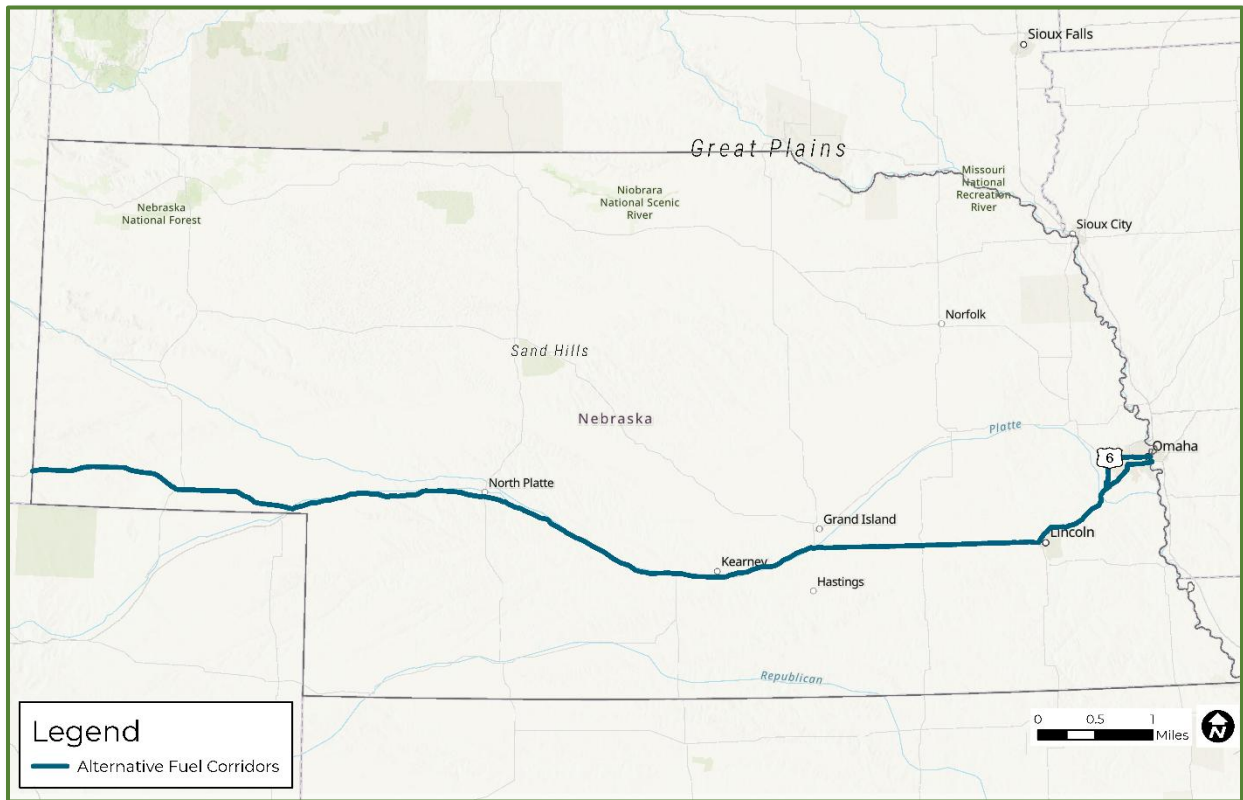 Sioux Falls
Great Plains
Missouri
National
Recreation
River
Niobrara
National Scenic
River
Nebraska
National Forest
Sioux City
Norfolk
Sand Hills
Nebraska
Platte
Omaha
6
North Platte
Grand Island
Lincoln
Kearney
Hastings
Republican
Legend
Alternative Fuel Corridors
0 0.5 1
Miles
N